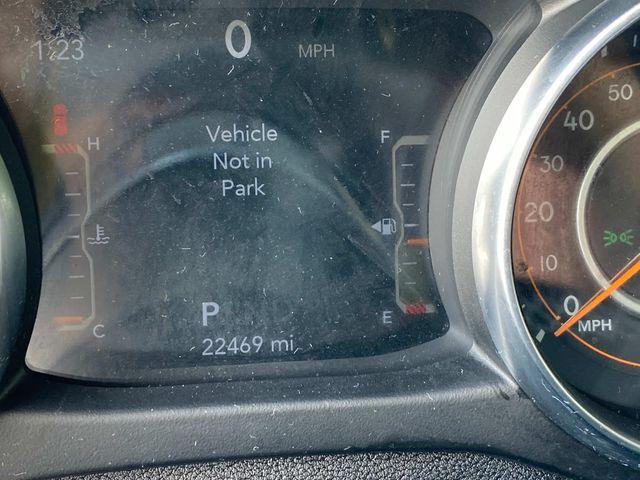 1:23 0 MPH
Vehicle
Not in
Park
H
C
F
E
P
22469 mi
50
40
30
20
10
0 MPH